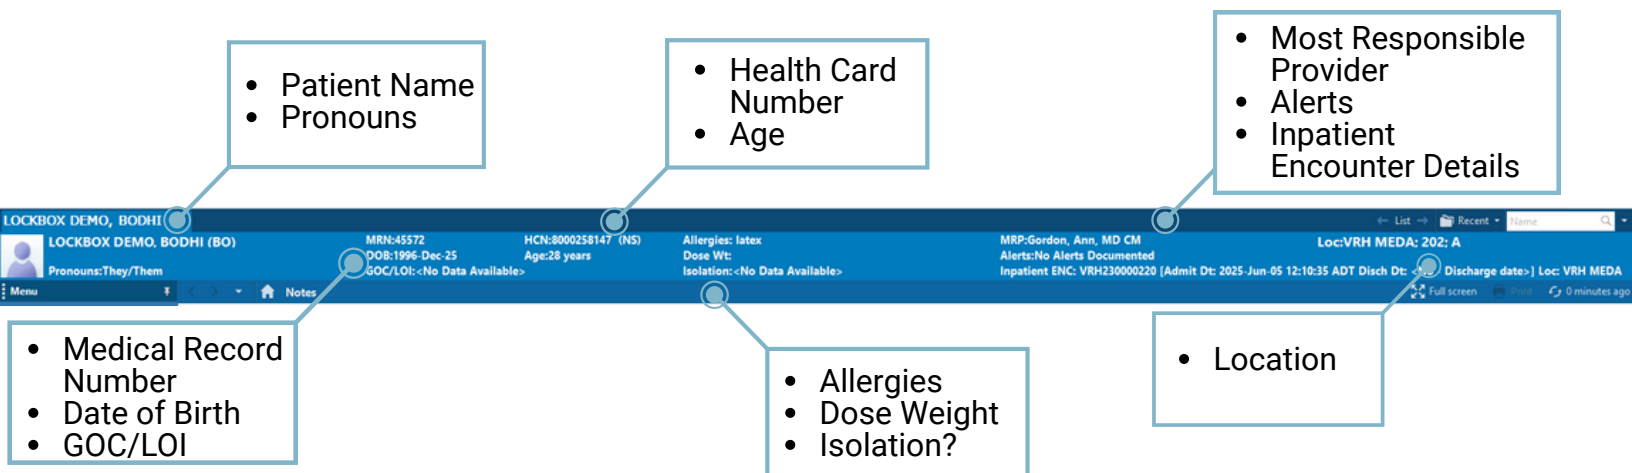 • Patient Name
• Pronouns
• Health Card
Number
• Age
• Most Responsible
Provider
• Alerts
• Inpatient
Encounter Details
LOCKBOX DEMO, BODHI
← List →
Recent
Name
LOCKBOX DEMO, BODHI (BO)
Pronouns:They/Them
MRN:45572
DOB:1996-Dec-25
GOC/LOI:<No Data Available>
HCN:8000258147 (NS)
Age:28 years
Allergies: latex
Dose Wt:
Isolation:<No Data Available>
MRP:Gordon, Ann, MD CM
Alerts:No Alerts Documented
Inpatient ENC: VRH230000220 [Admit Dt: 2025-Jun-05 12:10:35 ADT Disch Dt: < Discharge date>] Loc: VRH MEDA
Loc:VRH MEDA; 202; A
Menu
Notes
Full screen
Print
0 minutes ago
• Medical Record
Number
• Date of Birth
• GOC/LOI
• Allergies
• Dose Weight
• Isolation?
• Location